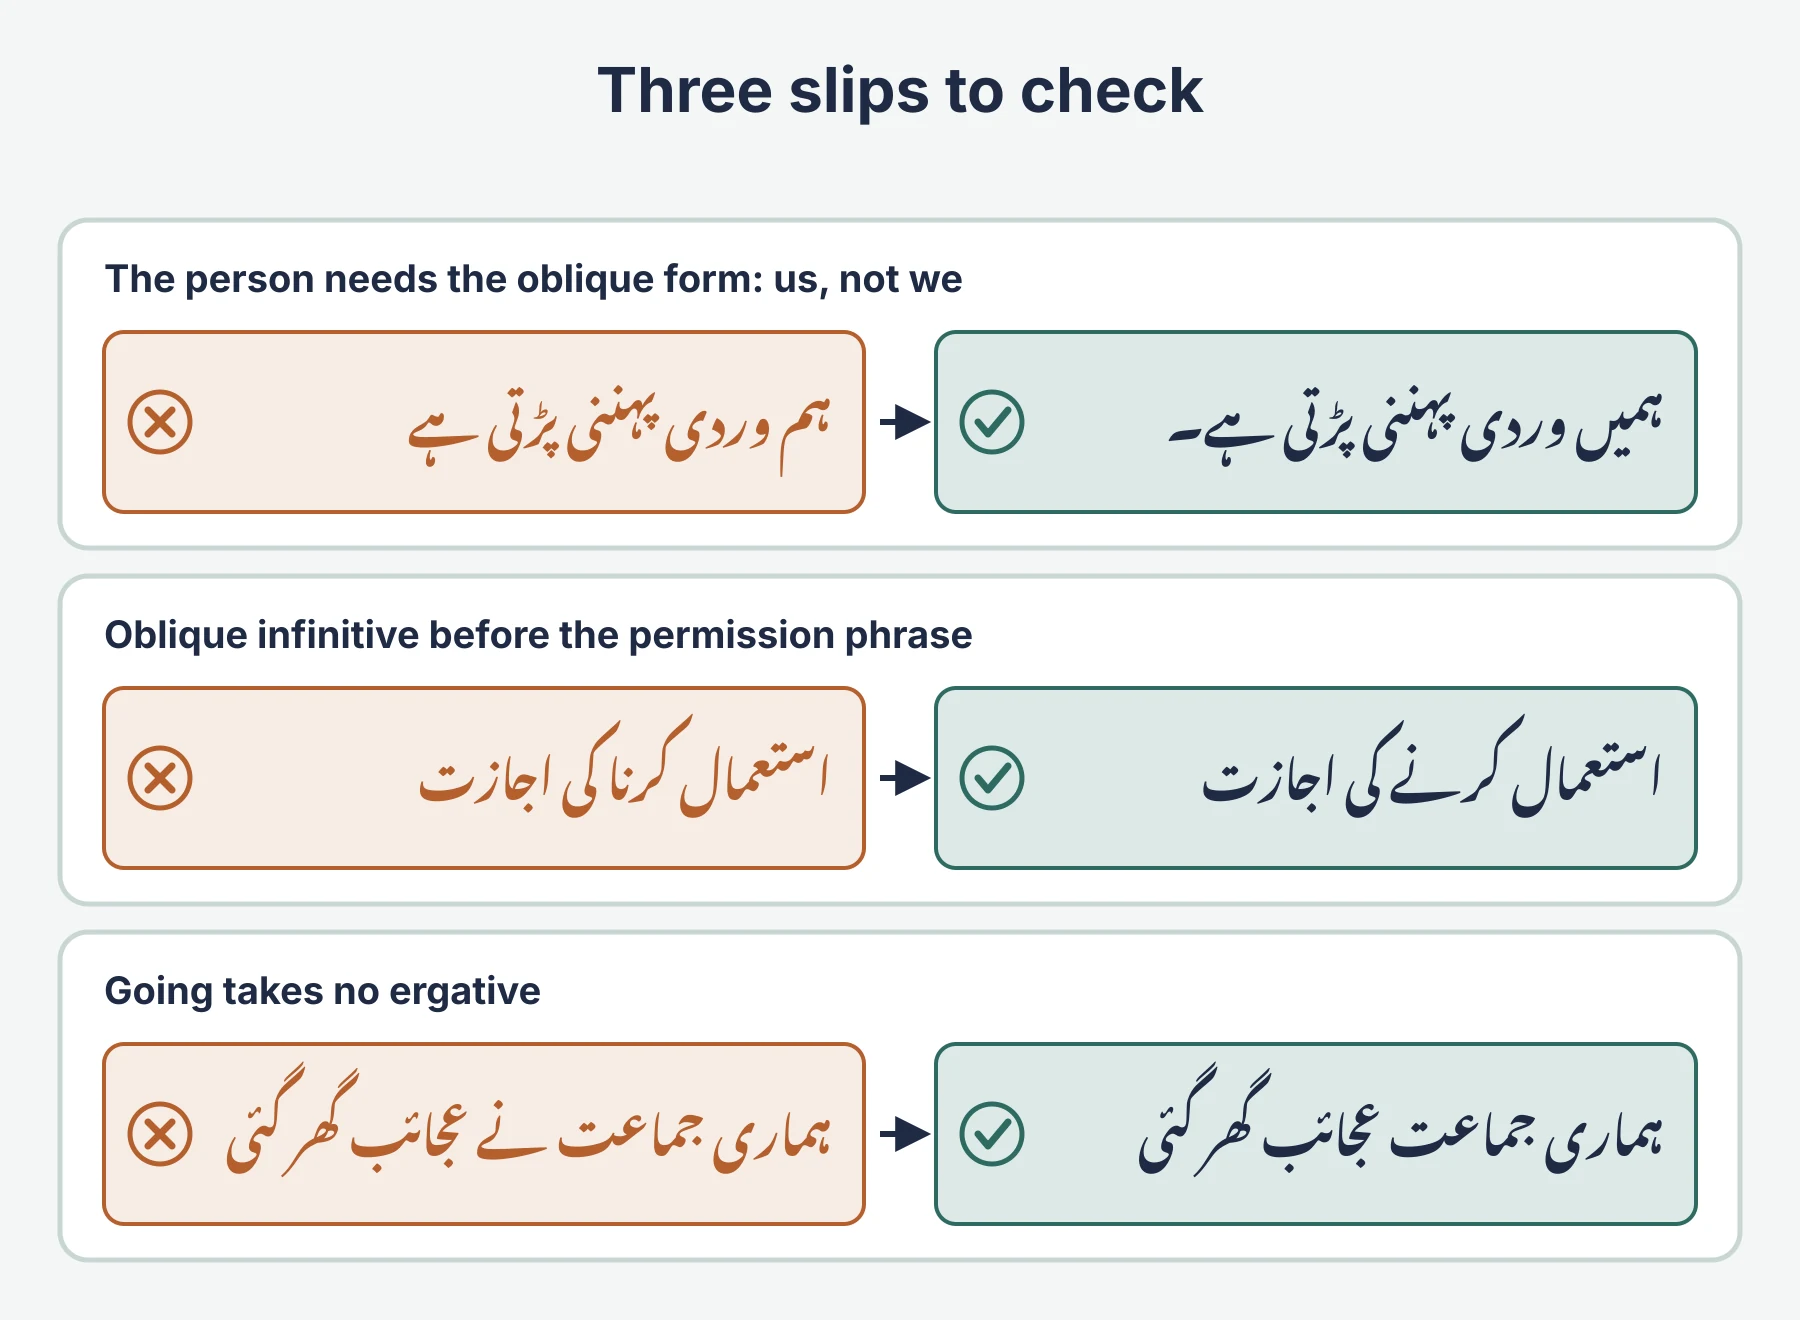 Three slips to check
The person needs the oblique form: us, not we
ہم وردی پہننی پڑتی ہے
ہمیں وردی پہننی پڑتی ہے۔
Oblique infinitive before the permission phrase
استعمال کرنا کی اجازت
استعمال کرنے کی اجازت
Going takes no ergative
ہماری جماعت نے عجائب گھر گئی
ہماری جماعت عجائب گھر گئی